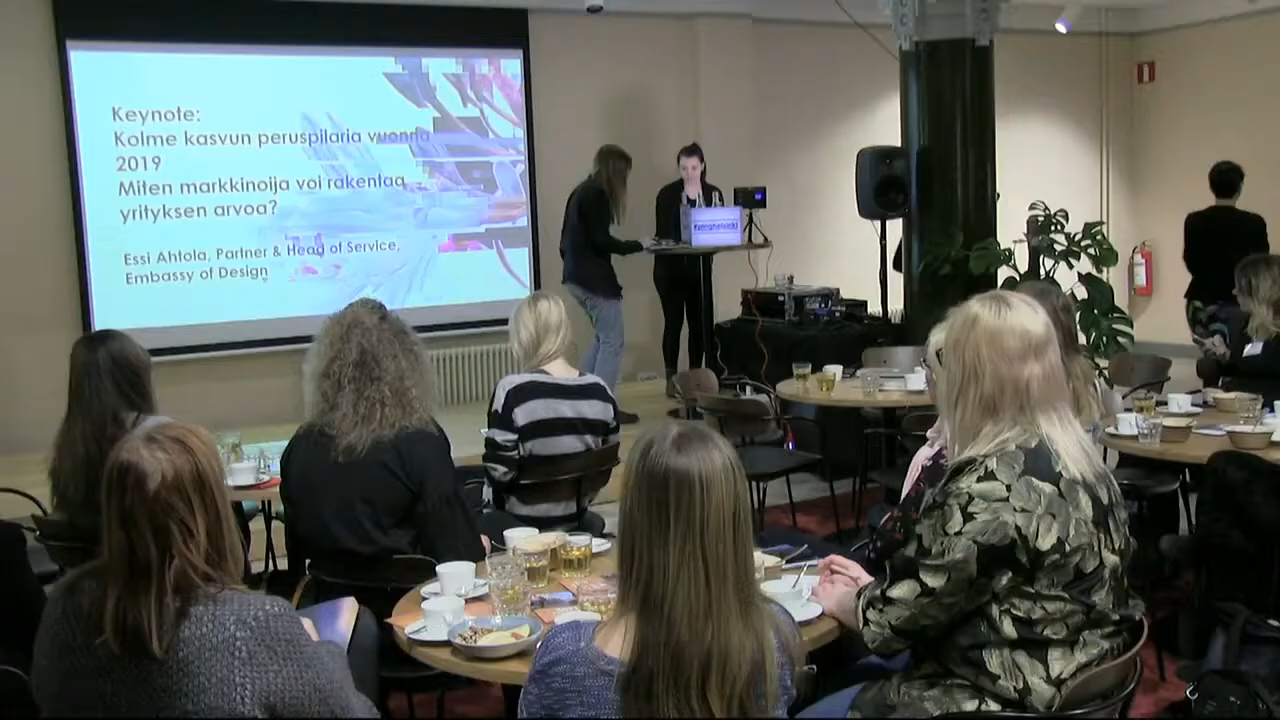 Keynote:
Kolme kasvun peruspilaria vuonna
2019
Miten markkinoija voi rakentaa
yrityksen arvoa?
Essi Ahtola, Partner & Head of Service,
Embassy of Design